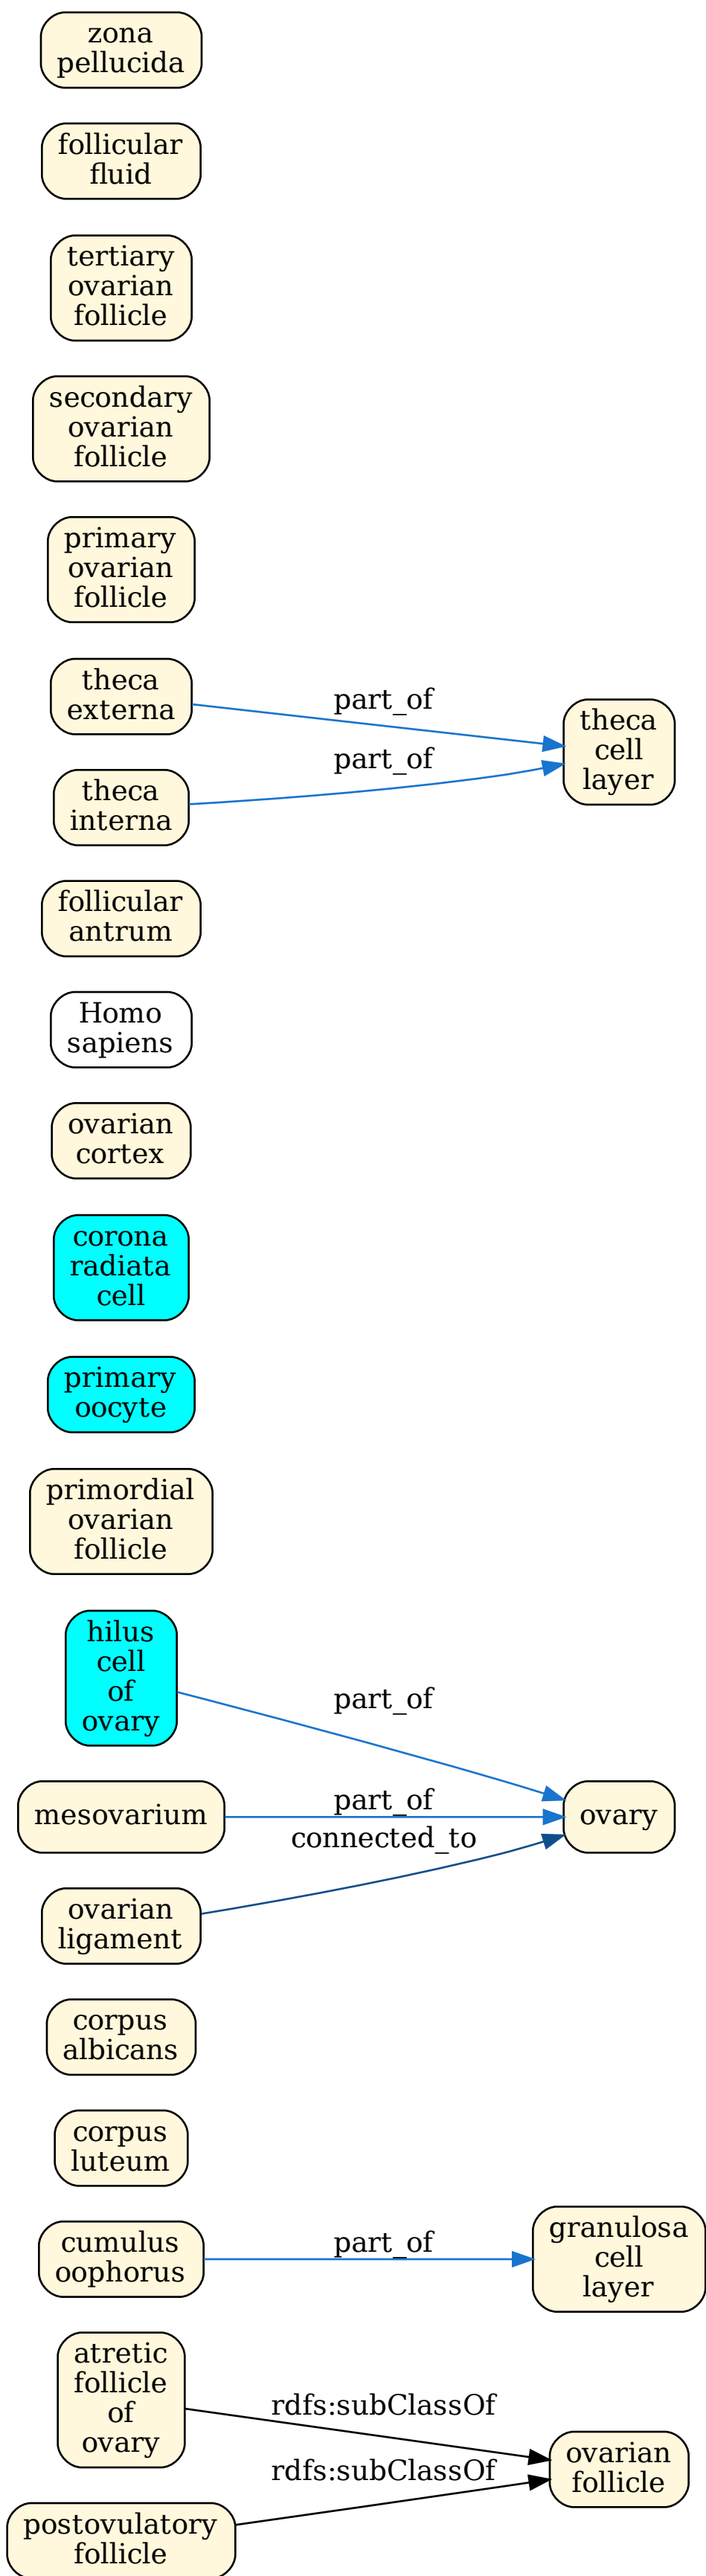 zona
pellucida
follicular
fluid
tertiary
ovarian
follicle
secondary
ovarian
follicle
primary
ovarian
follicle
theca
externa
part_of
theca
cell
layer
part_of
theca
interna
follicular
antrum
Homo
sapiens
ovarian
cortex
corona
radiata
cell
primary
oocyte
primordial
ovarian
follicle
hilus
cell
of
ovary
part_of
mesovarium
part_of
ovary
connected_to
ovarian
ligament
corpus
albicans
corpus
luteum
cumulus
oophorus
part_of
granulosa
cell
layer
atretic
follicle
of
ovary
rdfs:subClassOf
ovarian
follicle
rdfs:subClassOf
postovulatory
follicle